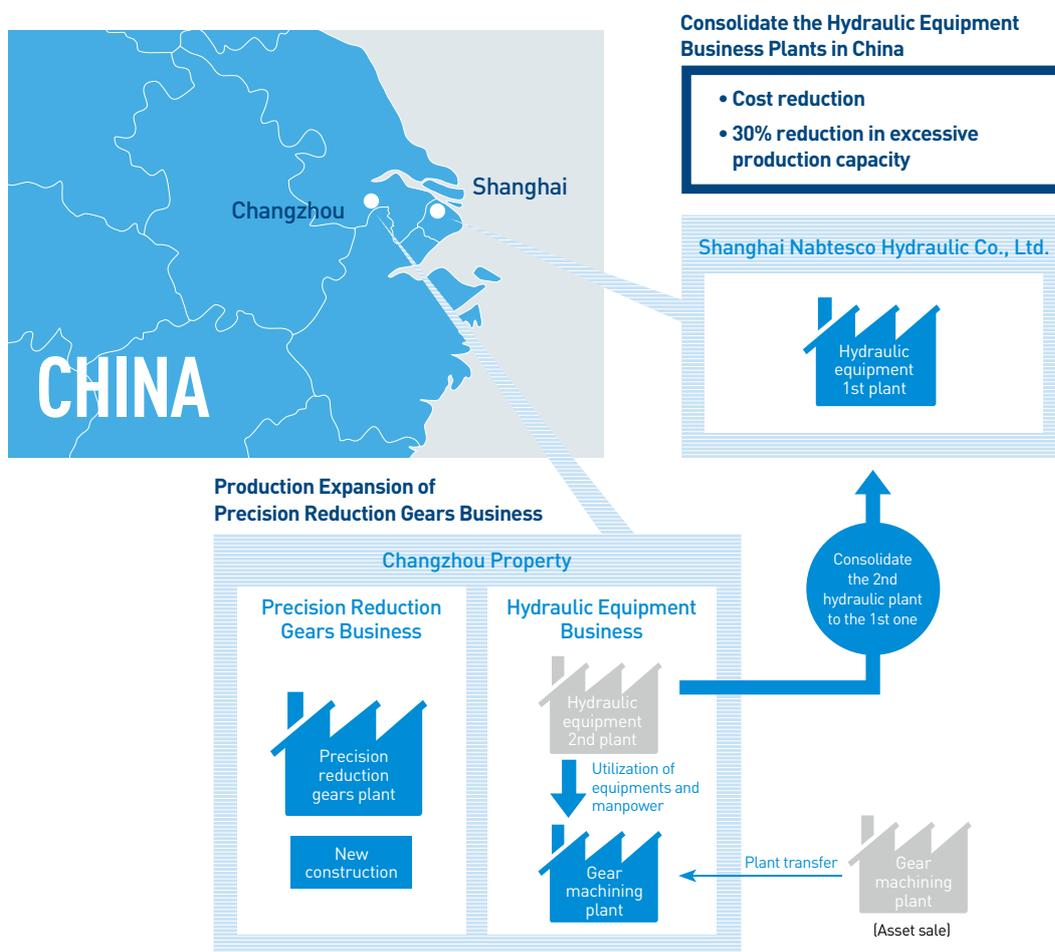 Consolidate the Hydraulic Equipment
Business Plants in China
• Cost reduction
• 30% reduction in excessive
production capacity
Shanghai
Changzhou
CHINA
Shanghai Nabtesco Hydraulic Co., Ltd.
Hydraulic
equipment
1st plant
Production Expansion of
Precision Reduction Gears Business
Changzhou Property
Precision Reduction
Gears Business
Precision
reduction
gears plant
New
construction
Hydraulic Equipment
Business
Hydraulic
equipment
2nd plant
Utilization of
equipments and
manpower
Gear
machining
plant
Consolidate
the 2nd
hydraulic plant
to the 1st one
Plant transfer
Gear
machining
plant
(Asset sale)